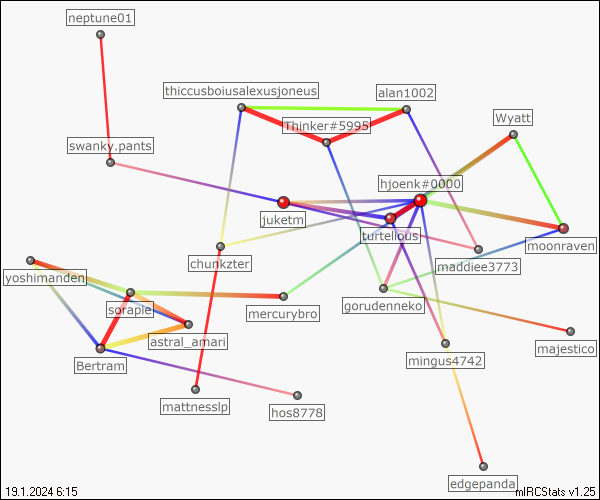 neptune01
thiccusboiusalexusjoneus
alan1002
Wyatt
Thinker#5995
swanky.pants
hjoenk#0000
juketm
turtelious
moonraven
chunkzter
maddiee3773
yoshimanden
gorudenneko
sorapie
mercurybro
astral_amari
majestico
Bertram
mingus4742
mattnesslp
hos8778
edgepanda
19.1.2024 6:15
mIRCStats v1.25